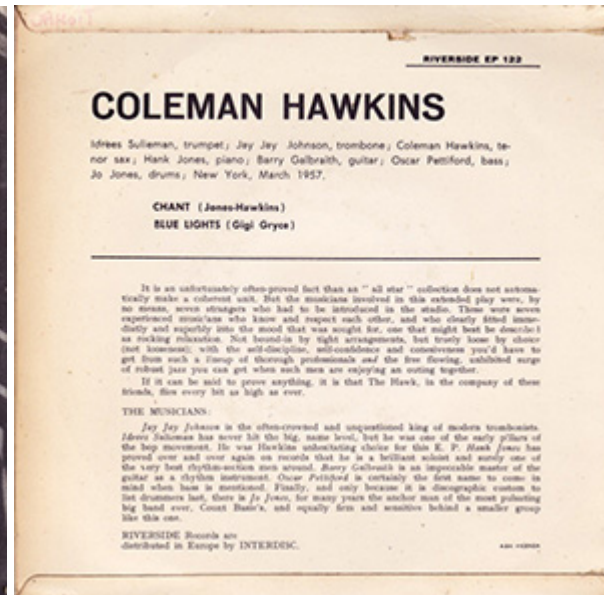 RIVERSIDE EP 122
COLEMAN HAWKINS
Idrees Sulieman, trumpet; Jay Jay Johnson, trombone; Coleman Hawkins, te-
nor sax; Hank Jones, piano; Barry Galbraith, guitar; Oscar Pettiford, bass;
Jo Jones, drums; New York, March 1957.
CHANT (Jones-Hawkins)
BLUE LIGHTS (Gigi Gryce)
It is an unfortunately often-proved fact than an " all star " collection does not automa-
tically make a coherent unit. But the musicians involved in this extended play were, by
no means, seven strangers who had to be introduced in the studio. These were seven
experienced musicians who know and respect each other, and who clearly fitted imme-
diatly and superbly into the mood that was sought for, one that might best be described
as rocking relaxation. Not bound-in by tight arrangements, but truely loose by choice
(not looseness); with the self-discipline, self-confidence and cohesiveness you'd have to
get from such a lineup of thorough professionals and the free flowing, unhibited surge
of robust jazz you can get when such men are enjoying an outing together.
If it can be said to prove anything, it is that The Hawk, in the company of these
friends, flies every bit as high as ever.
THE MUSICIANS:
Jay Jay Johnson is the often-crowned and unquestioned king of modern trombonists.
Idrees Sulieman has never hit the big, name level, but he was one of the early pillars of
the bop movement. He was Hawkins unhesitating choice for this E. P. Hank Jones has
proved over and over again on records that he is a brilliant soloist and surely one of
the very best rhythm-section men around. Barry Galbraith is an impeccable master of the
guitar as a rhythm instrument. Oscar Pettiford is certainly the first name to come in
mind when bass is mentioned. Finally, and only because it is discographic custom to
list drummers last, there is Jo Jones, for many years the anchor man of the most pulsating
big band ever, Count Basie's, and equally firm and sensitive behind a smaller group
like this one.
RIVERSIDE Records are
distributed in Europe by INTERDISC.